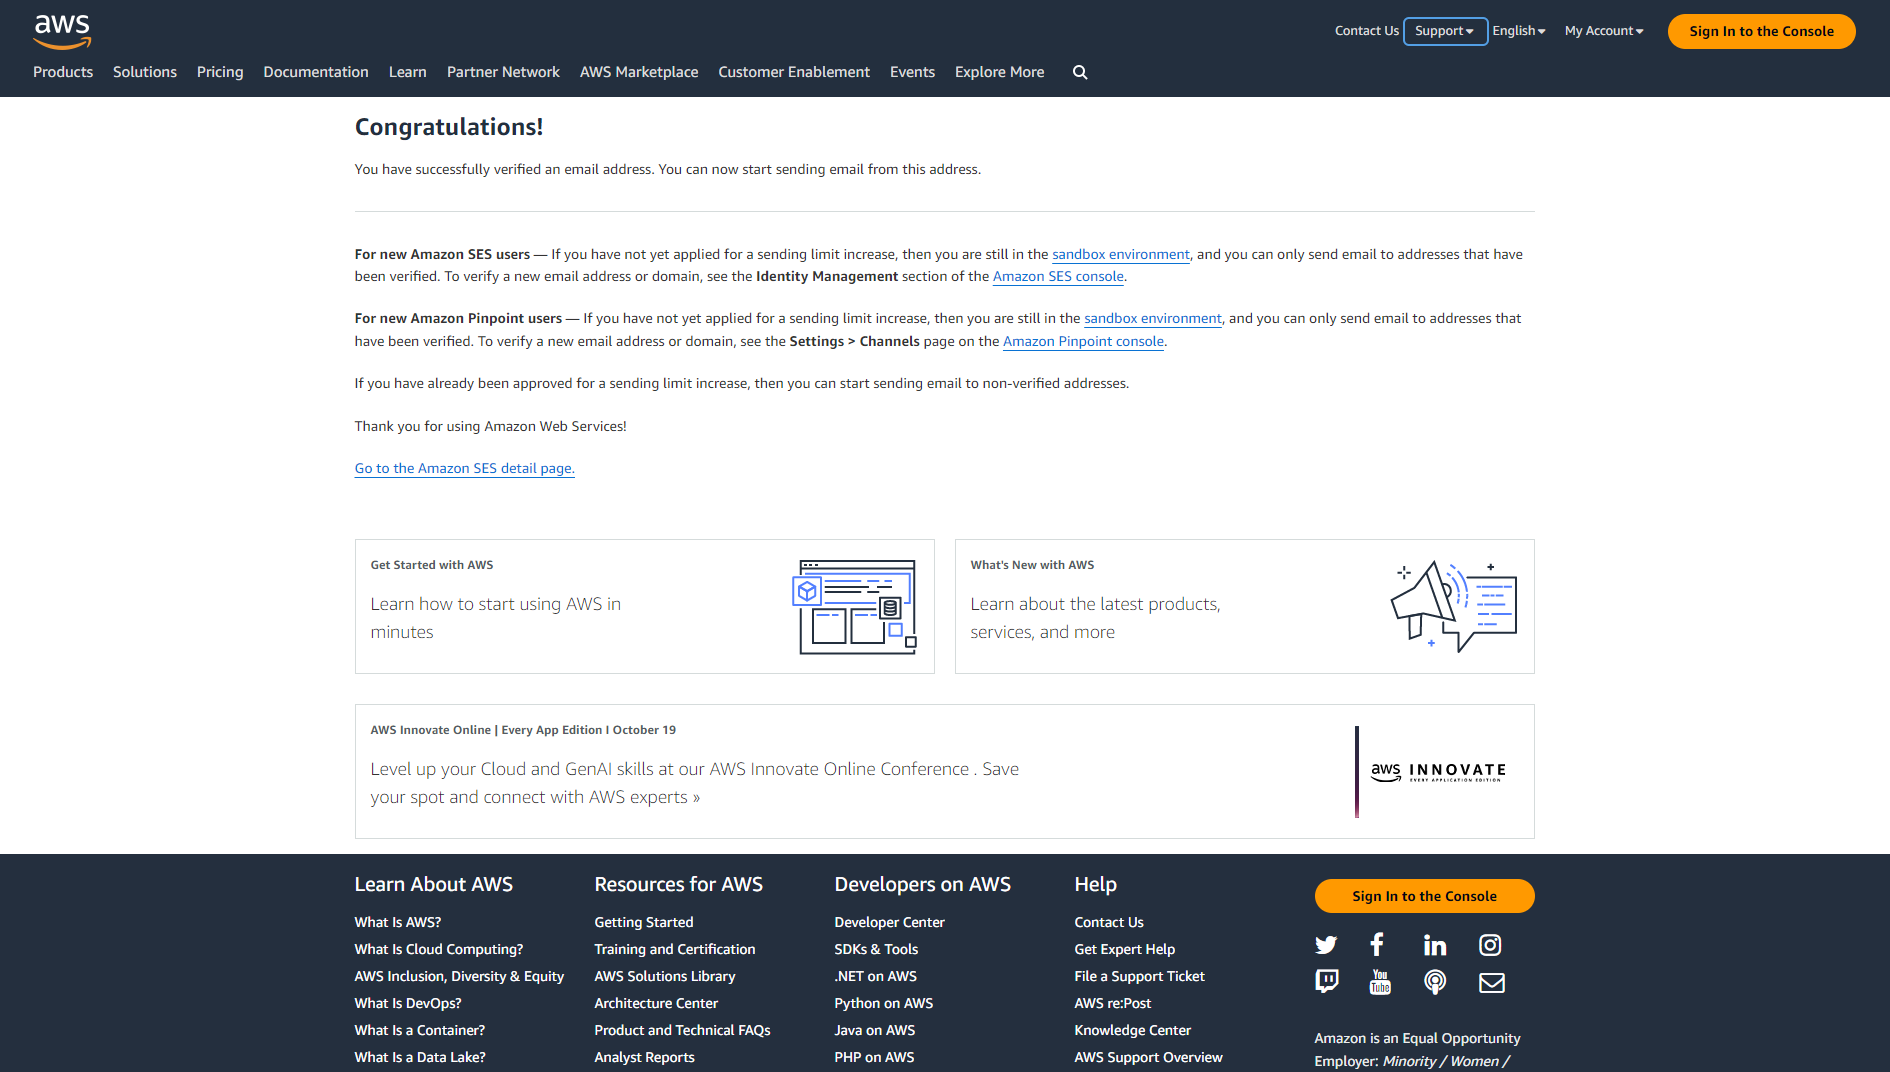 aws
Contact Us Support English My Account Sign In to the Console
Products Solutions Pricing Documentation Learn Partner Network AWS Marketplace Customer Enablement Events Explore More
Congratulations!
You have successfully verified an email address. You can now start sending email from this address.
For new Amazon SES users — If you have not yet applied for a sending limit increase, then you are still in the sandbox environment, and you can only send email to addresses that have
been verified. To verify a new email address or domain, see the Identity Management section of the Amazon SES console.
For new Amazon Pinpoint users — If you have not yet applied for a sending limit increase, then you are still in the sandbox environment, and you can only send email to addresses that
have been verified. To verify a new email address or domain, see the Settings > Channels page on the Amazon Pinpoint console.
If you have already been approved for a sending limit increase, then you can start sending email to non-verified addresses.
Thank you for using Amazon Web Services!
Go to the Amazon SES detail page.
Get Started with AWS
Learn how to start using AWS in
minutes
What's New with AWS
Learn about the latest products,
services, and more
AWS Innovate Online | Every App Edition I October 19
Level up your Cloud and GenAI skills at our AWS Innovate Online Conference . Save
your spot and connect with AWS experts »
aws INNOVATE
EVERY APPLICATION EDITION
Learn About AWS
What Is AWS?
What Is Cloud Computing?
AWS Inclusion, Diversity & Equity
What Is DevOps?
What Is a Container?
What Is a Data Lake?
Resources for AWS
Getting Started
Training and Certification
AWS Solutions Library
Architecture Center
Product and Technical FAQs
Analyst Reports
Developers on AWS
Developer Center
SDKs & Tools
.NET on AWS
Python on AWS
Java on AWS
PHP on AWS
Help
Contact Us
Get Expert Help
File a Support Ticket
AWS re:Post
Knowledge Center
AWS Support Overview
Sign In to the Console
You
Tube
Amazon is an Equal Opportunity
Employer: Minority / Women /